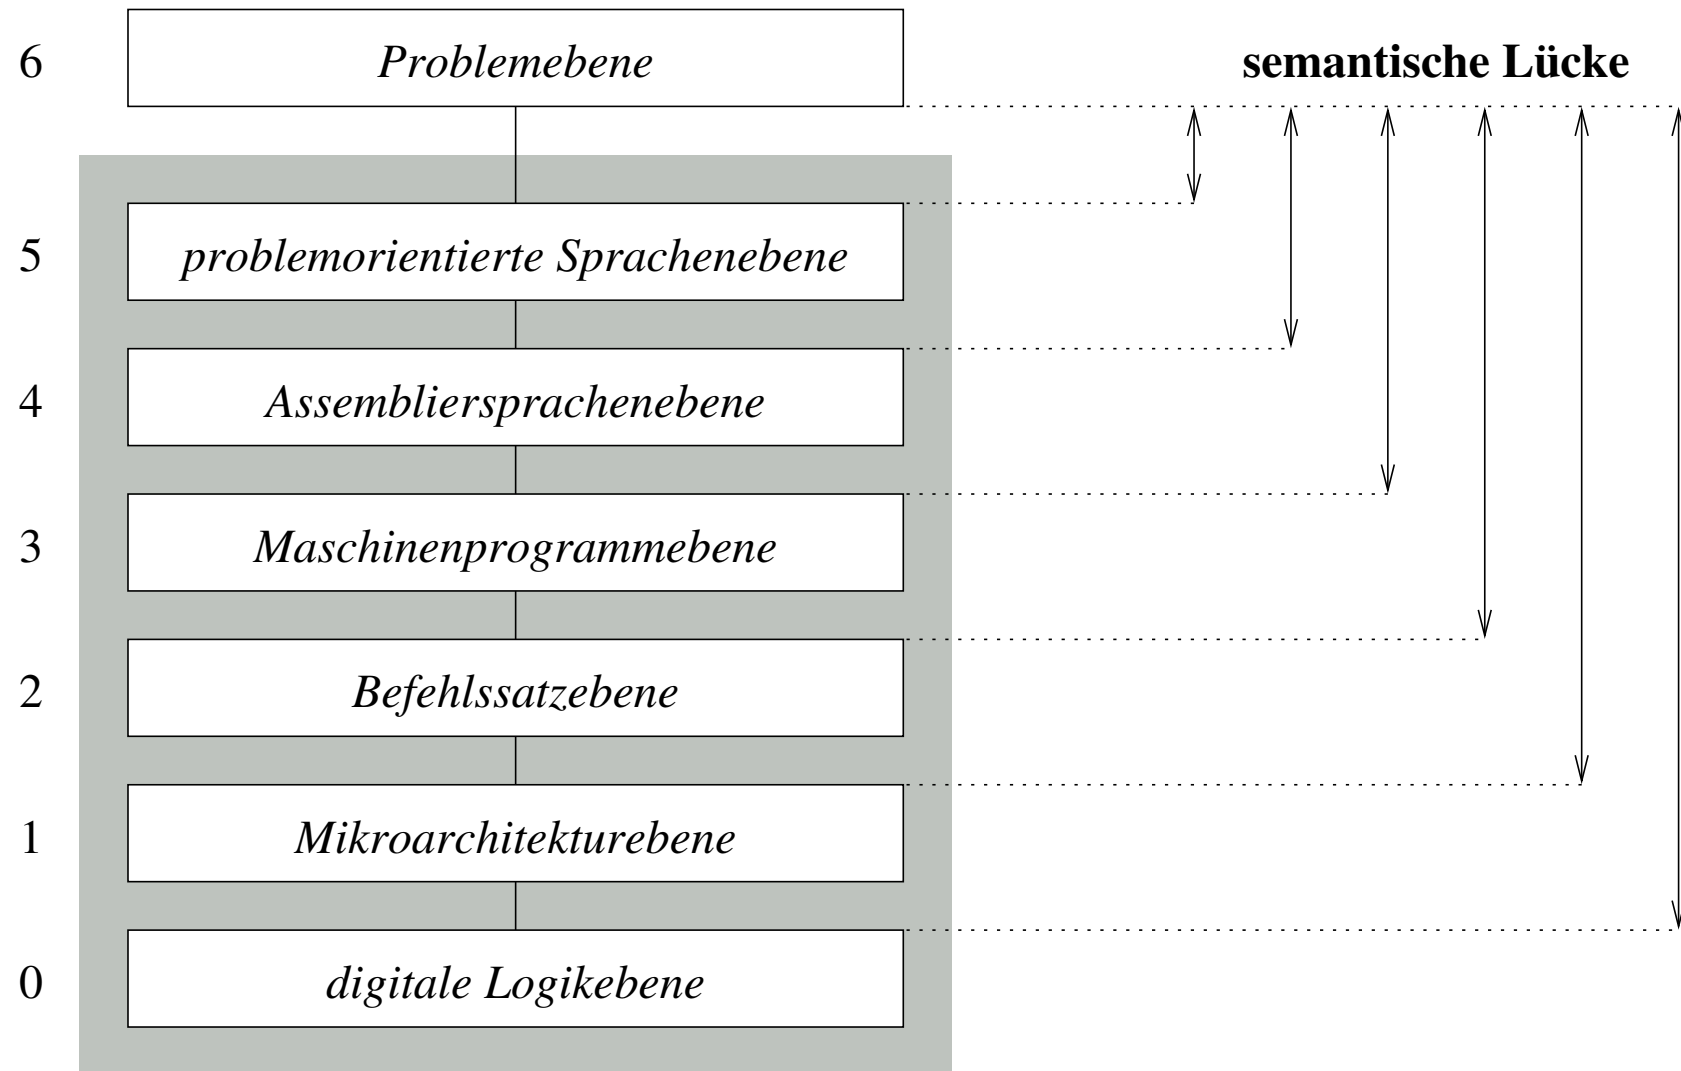 6 Problemebene semantische Lücke
5 problemorientierte Sprachenebene
4 Assembliersprachenebene
3 Maschinenprogrammebene
2 Befehlssatzebene
1 Mikroarchitekturebene
0 digitale Logikebene